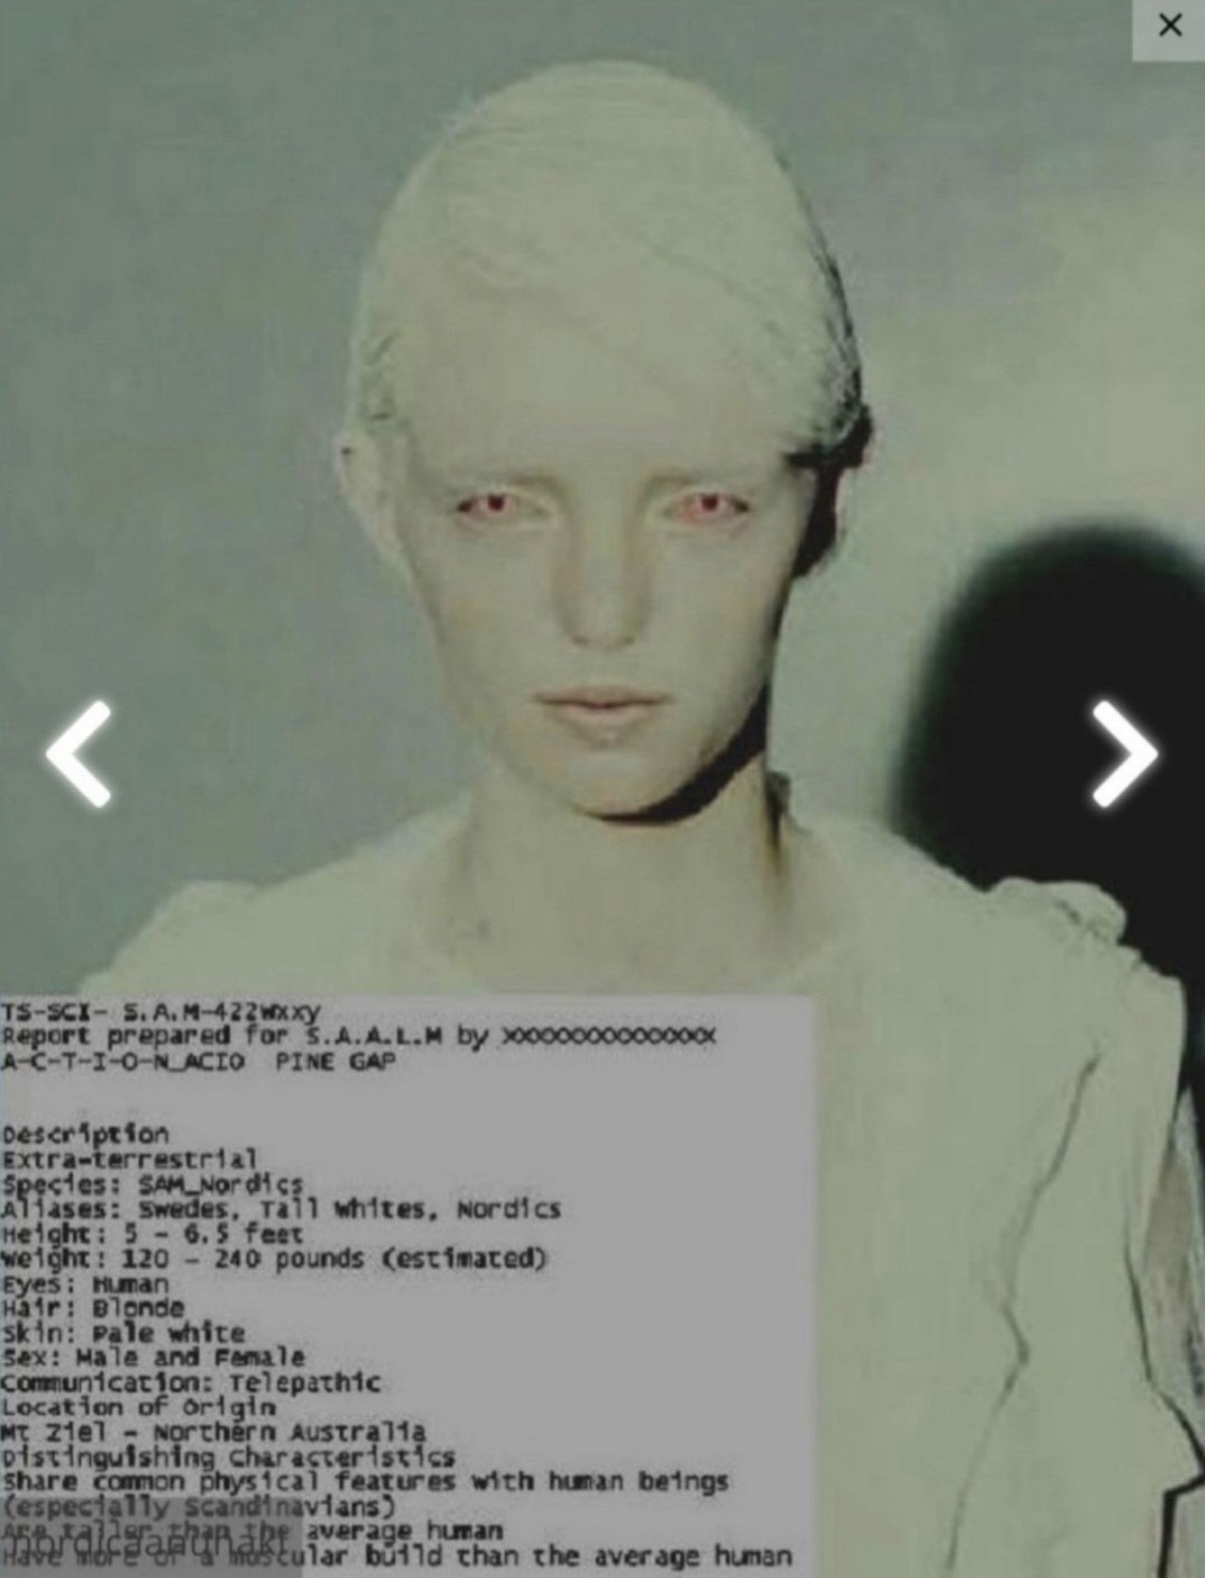 TS-SCI- S.A.M-422Wxxy
Report prepared for S.A.A.L.M by XXXXXXXXXXXXXXX
A-C-T-I-O-N_ACIO PINE GAP
Description
Extra-terrestrial
Species: SAM_Nordics
Aliases: Swedes, Tall Whites, Nordics
Height: 5 - 6.5 feet
Weight: 120 - 240 pounds (estimated)
Eyes: Human
Hair: Blonde
Skin: Pale white
Sex: Male and Female
Communication: Telepathic
Location of Origin
Mt Ziel - Northern Australia
Distinguishing Characteristics
Share common physical features with human beings
(especially Scandinavians)
Are taller than the average human
Have more of a muscular build than the average human